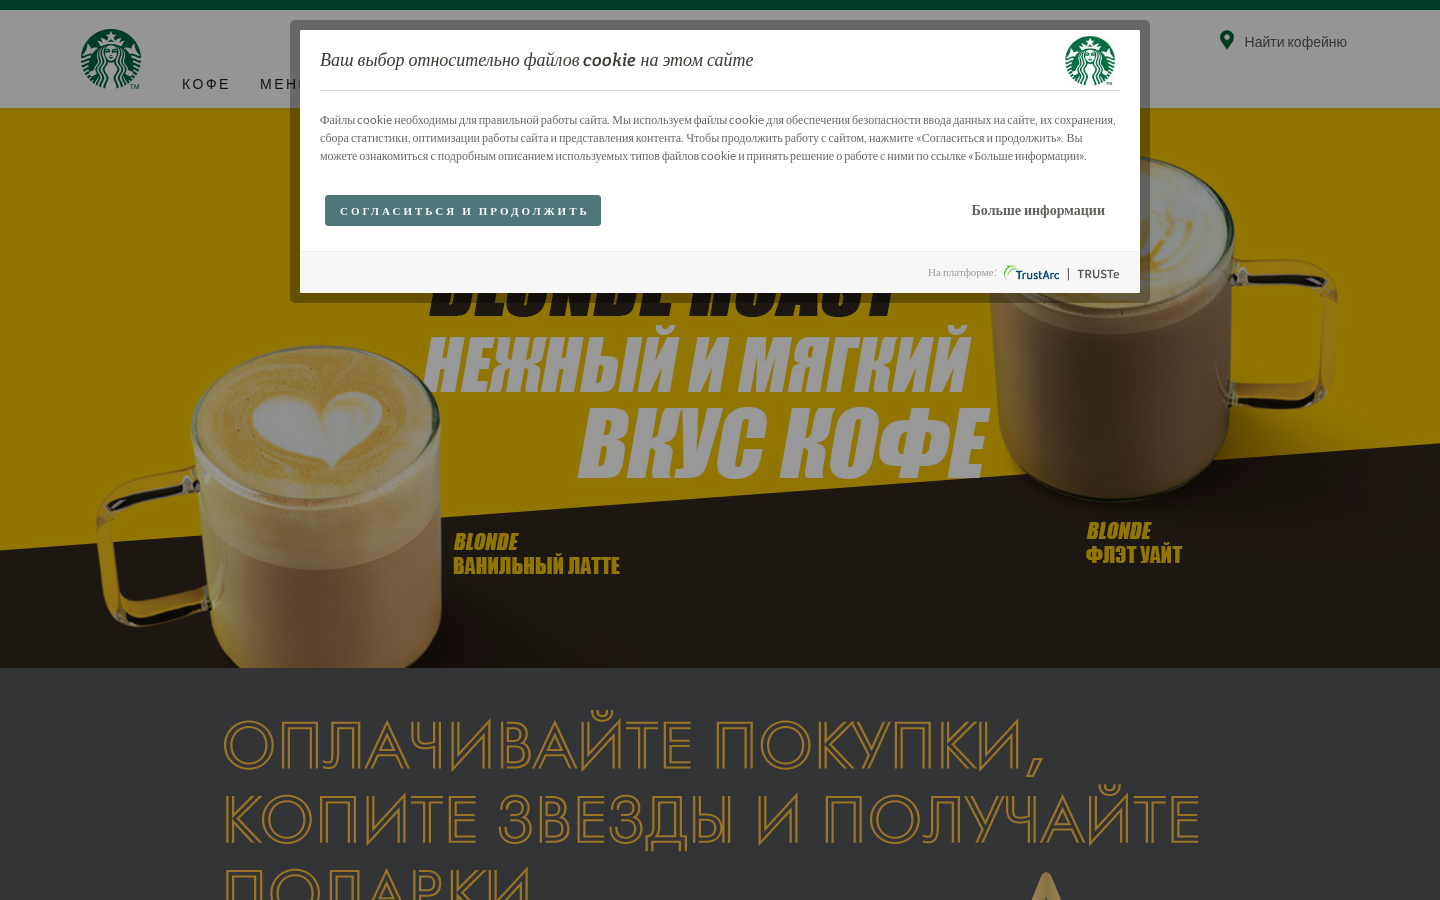 КОФЕ
Найти кофейню
Ваш выбор относительно файлов cookie на этом сайте
Файлы cookie необходимы для правильной работы сайта. Мы используем файлы cookie для обеспечения безопасности ввода данных на сайте, их сохранения,
сбора статистики, оптимизации работы сайта и представления контента. Чтобы продолжить работу с сайтом, нажмите «Согласиться и продолжить». Вы
можете ознакомиться с подробным описанием используемых типов файлов cookie и принять решение о работе с ними по ссылке «Больше информации».
СОГЛАСИТЬСЯ И ПРОДОЛЖИТЬ
Больше информации
На платформе: TrustArc | TRUSTe
BLONDE ROAST
НЕЖНЫЙ И МЯГКИЙ
ВКУС КОФЕ
BLONDE
ВАНИЛЬНЫЙ ЛАТТЕ
BLONDE
ФЛЭТ УАЙТ
ОПЛАЧИВАЙТЕ ПОКУПКИ,
КОПИТЕ ЗВЕЗДЫ И ПОЛУЧАЙТЕ
ПОДАРКИ